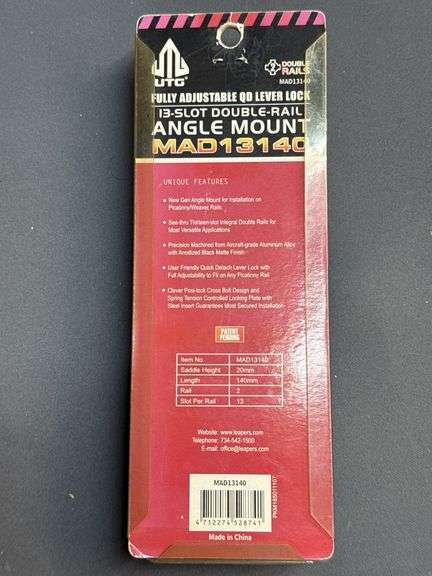 UTG
2 DOUBLE RAILS
MAD13140
FULLY ADJUSTABLE QD LEVER LOCK
13-SLOT DOUBLE-RAIL
ANGLE MOUNT
MAD13140
UNIQUE FEATURES
• New Gen Angle Mount for Installation on
Picatinny/Weaver Rails
• See-thru Thirteen-slot Integral Double Rails for
Most Versatile Applications
• Precision Machined from Aircraft-grade Aluminum Alloy
with Anodized Black Matte Finish
• User Friendly Quick Detach Lever Lock with
Full Adjustability to Fit on Any Picatinny Rail
• Clever Posi-lock Cross Bolt Design and
Spring Tension Controlled Locking Plate with
Steel Insert Guarantees Most Secured Installation
PATENT
PENDING
Item No. MAD13140
Saddle Height 20mm
Length 140mm
Rail 2
Slot Per Rail 13
Website: www.leapers.com
Telephone: 734-542-1500
E-mail: office@leapers.com
MAD13140
4 712274 528741
PKM185011107
Made in China